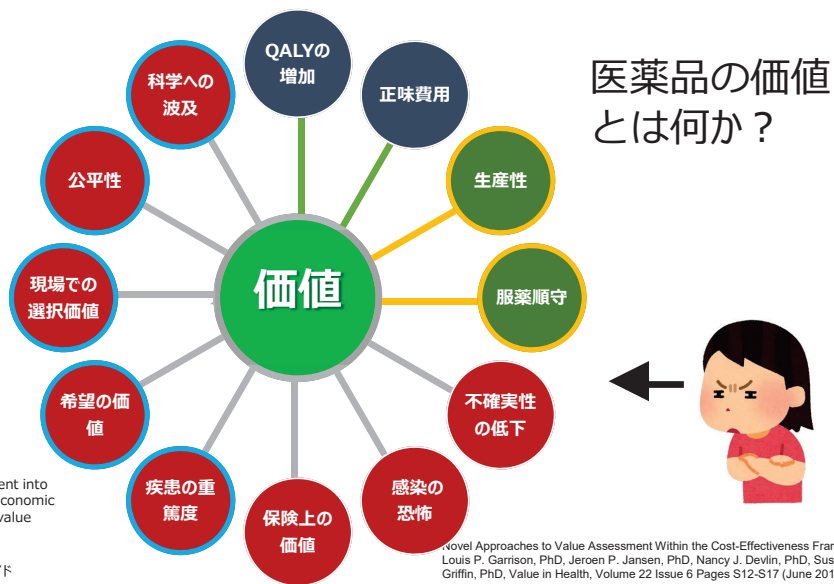 医薬品の価値
とは何か？
QALYの
増加
正味費用
生産性
服薬順守
不確実性
の低下
感染の
恐怖
保険上の
価値
疾患の重
篤度
希望の価
値
現場での
選択価値
公平性
科学への
波及
価値
ent into
conomic
value
ド
Novel Approaches to Value Assessment Within the Cost-Effectiveness Fra
Louis P. Garrison, PhD, Jeroen P. Jansen, PhD, Nancy J. Devlin, PhD, Sus
Griffin, PhD, Value in Health, Volume 22 Issue 6 Pages S12-S17 (June 201